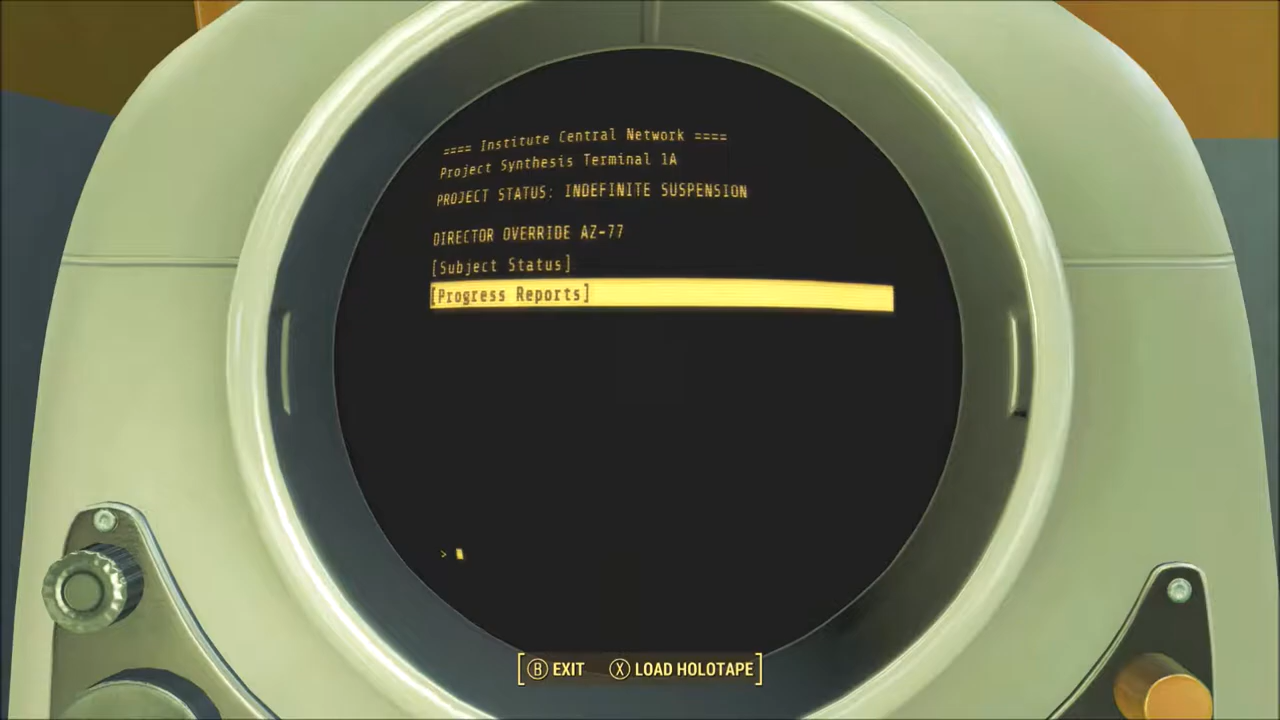 ==== Institute Central Network ====
Project Synthesis Terminal 1A
PROJECT STATUS: INDEFINITE SUSPENSION
DIRECTOR OVERRIDE AZ-77
[Subject Status]
[Progress Reports]
>
[Ⓑ EXIT Ⓧ LOAD HOLOTAPE]